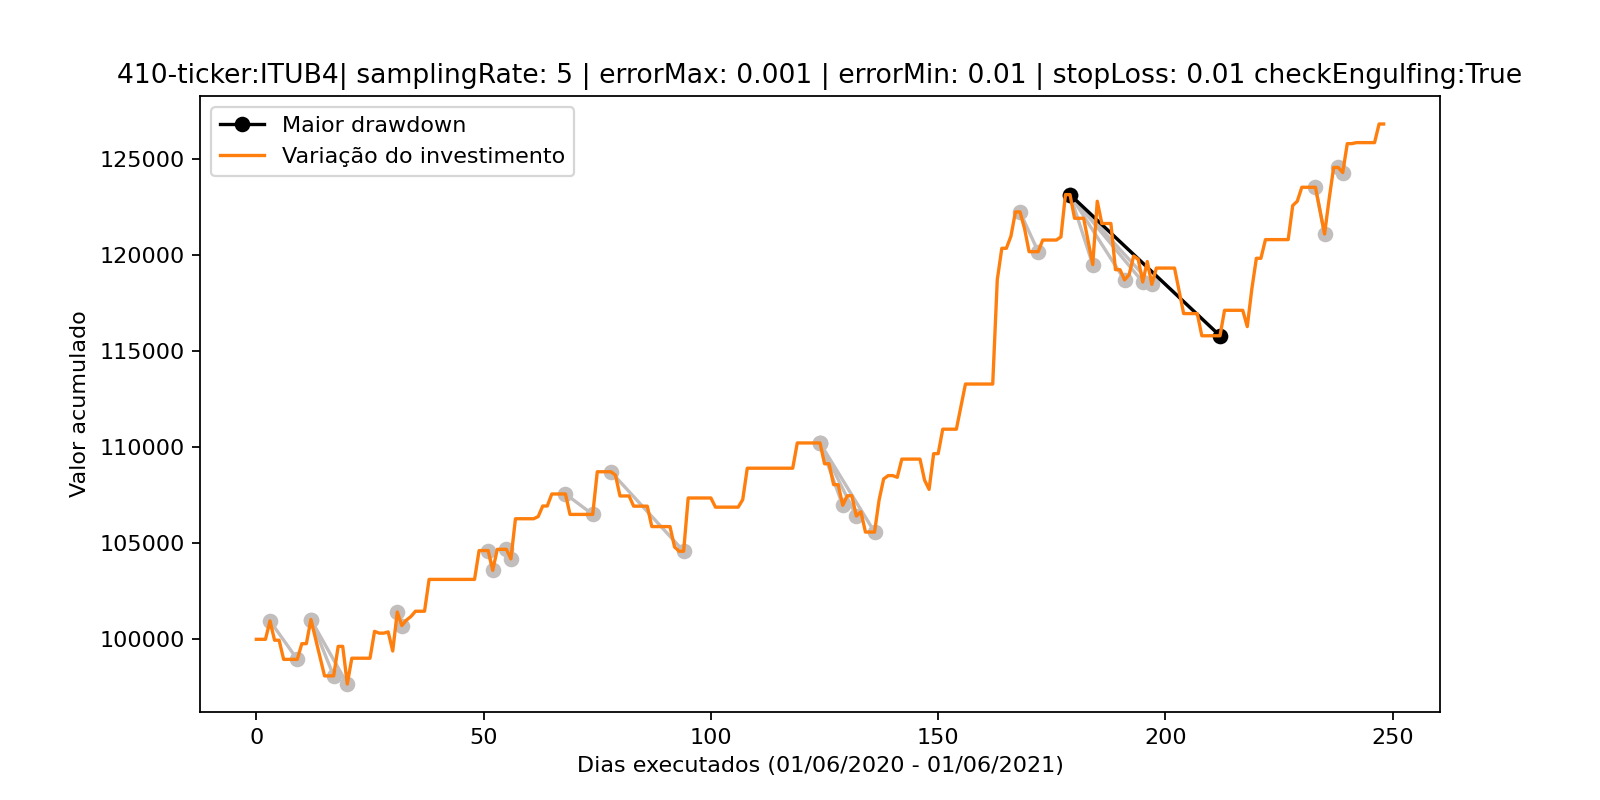 410-ticker:ITUB4| samplingRate: 5 | errorMax: 0.001 | errorMin: 0.01 | stopLoss: 0.01 checkEngulfing:True
Maior drawdown
Variação do investimento
Valor acumulado
125000
120000
115000
110000
105000
100000
0 50 100 150 200 250
Dias executados (01/06/2020 - 01/06/2021)